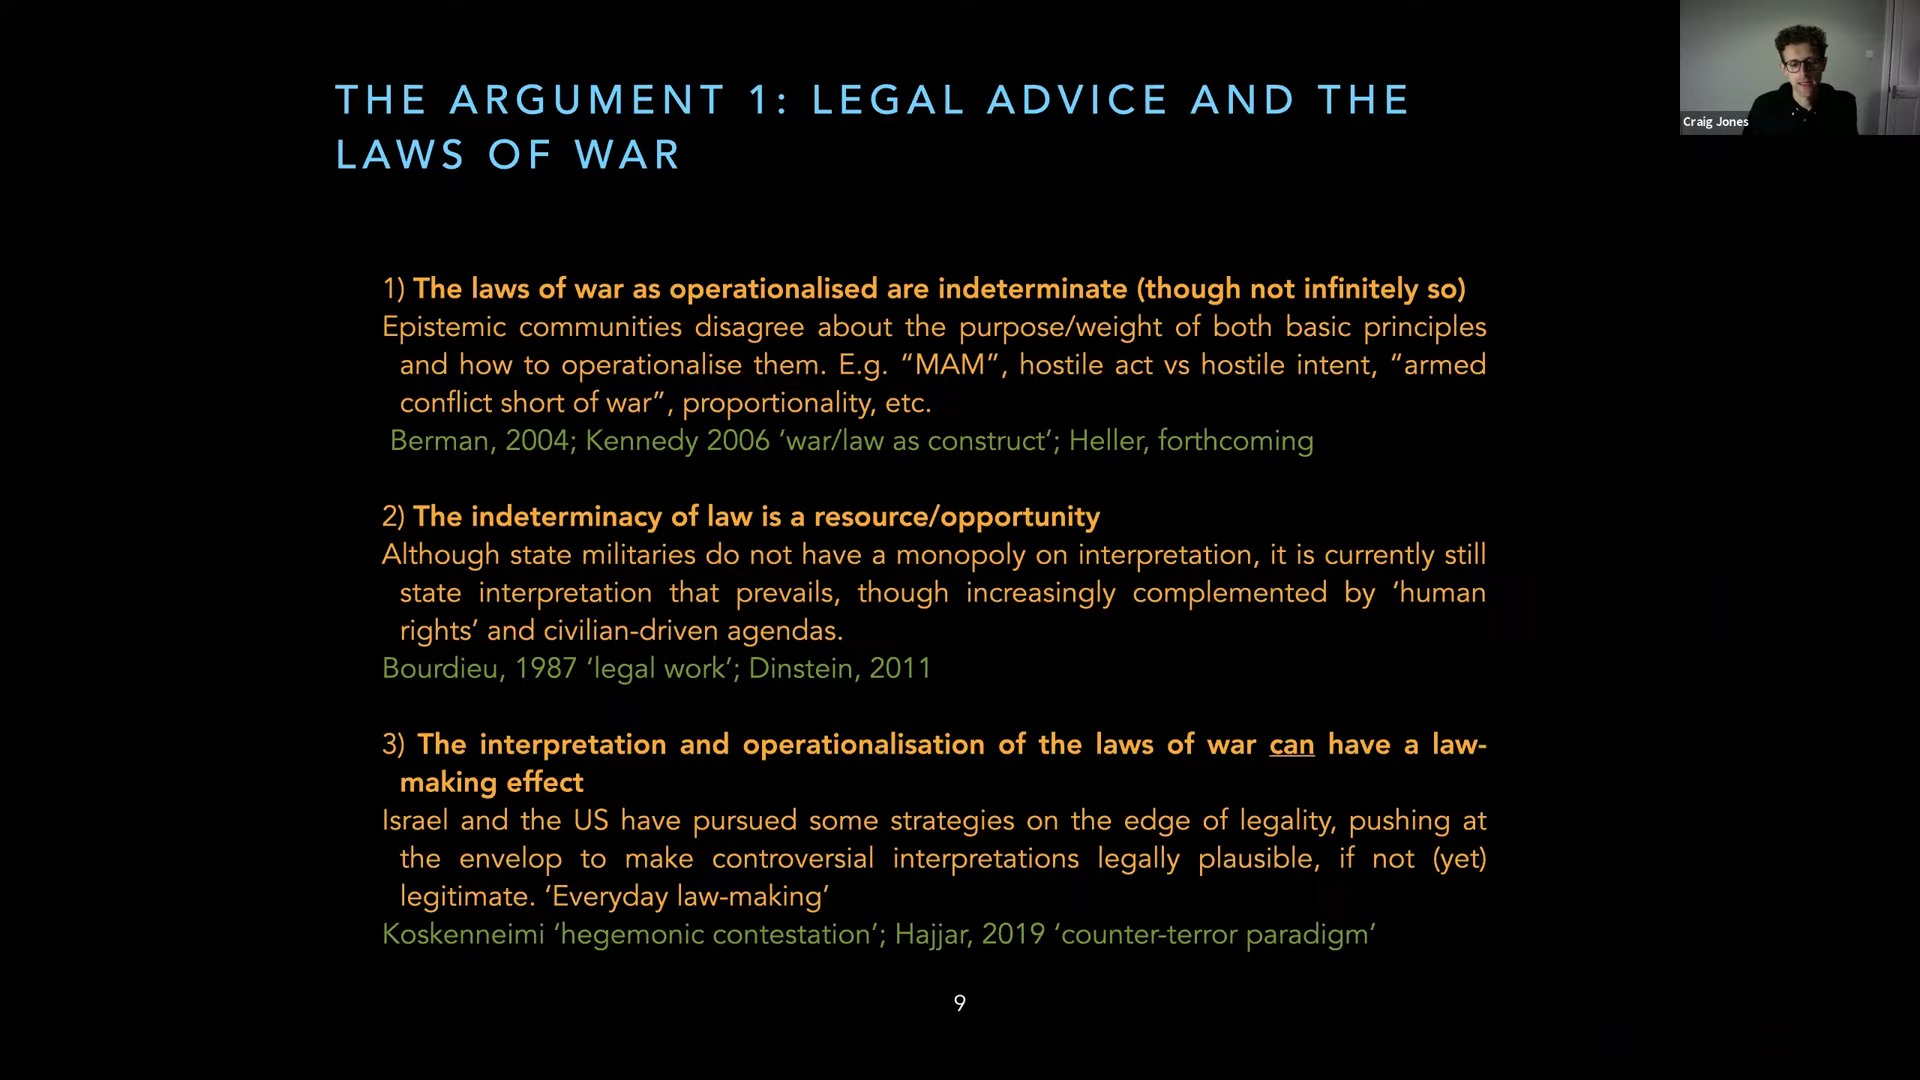 THE ARGUMENT 1: LEGAL ADVICE AND THE
LAWS OF WAR
Craig Jones
1) The laws of war as operationalised are indeterminate (though not infinitely so)
Epistemic communities disagree about the purpose/weight of both basic principles
and how to operationalise them. E.g. “MAM”, hostile act vs hostile intent, “armed
conflict short of war”, proportionality, etc.
Berman, 2004; Kennedy 2006 ‘war/law as construct’; Heller, forthcoming
2) The indeterminacy of law is a resource/opportunity
Although state militaries do not have a monopoly on interpretation, it is currently still
state interpretation that prevails, though increasingly complemented by ‘human
rights’ and civilian-driven agendas.
Bourdieu, 1987 ‘legal work’; Dinstein, 2011
3) The interpretation and operationalisation of the laws of war can have a law-
making effect
Israel and the US have pursued some strategies on the edge of legality, pushing at
the envelop to make controversial interpretations legally plausible, if not (yet)
legitimate. ‘Everyday law-making’
Koskenneimi ‘hegemonic contestation’; Hajjar, 2019 ‘counter-terror paradigm’
9